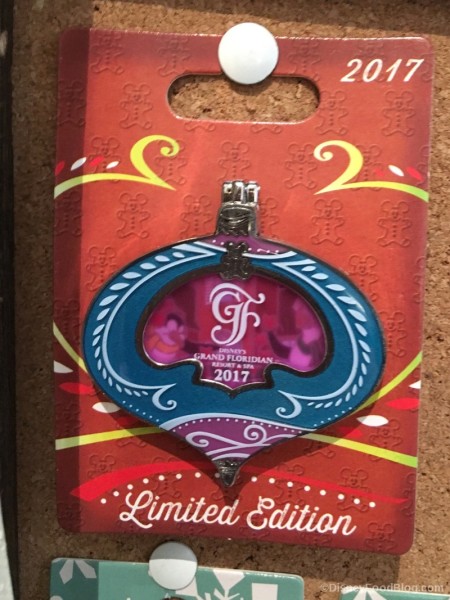 2017
GF
DISNEY'S
GRAND FLORIDIAN
RESORT & SPA
2017
Limited Edition
©DisneyFoodBlog.com